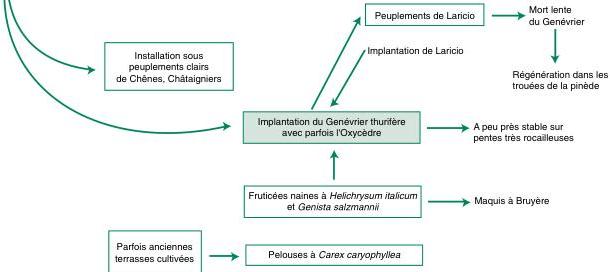 Peuplements de Laricio
Mort lente
du Genévrier
Implantation de Laricio
Installation sous
peuplements clairs
de Chênes, Châtaigniers
Régénération dans les
trouées de la pinède
Implantation du Genévrier thurifère
avec parfois l'Oxycèdre
A peu près stable sur
pentes très rocailleuses
Fruticées naines à Helichrysum italicum
et Genista salzmannii
Maquis à Bruyère
Parfois anciennes
terrasses cultivées
Pelouses à Carex caryophyllea